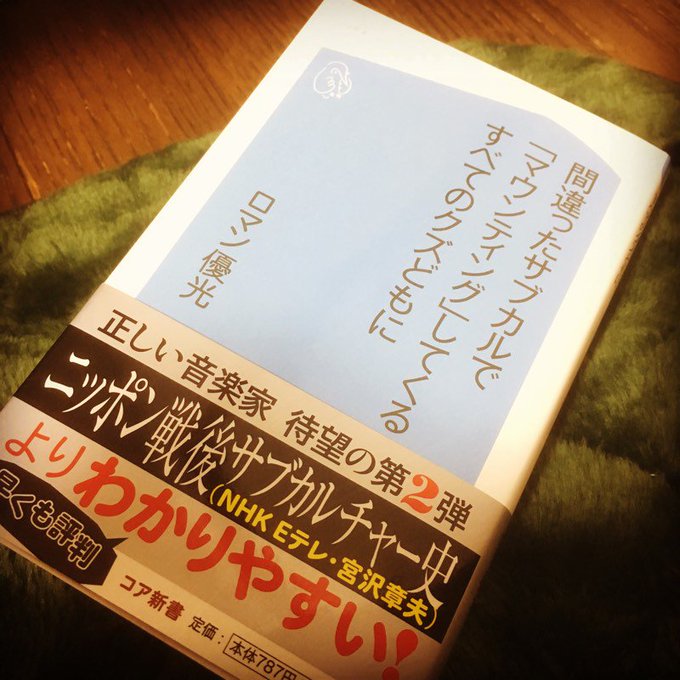 間違ったサブカルで
「マウンティング」してくる
すべてのクズどもに
ロマン優光
正しい音楽家 待望の第2弾
ニッポン戦後サブカルチャー史
(NHK Eテレ・宮沢章夫)
よりわかりやすい!
早くも評判
コア新書 定価:本体787円